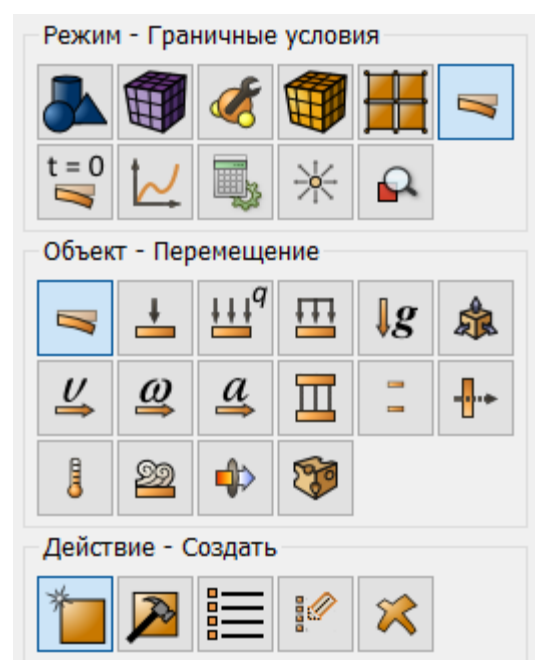 Режим - Граничные условия
t = 0
Объект - Перемещение
q
g
υ ω a
Действие - Создать